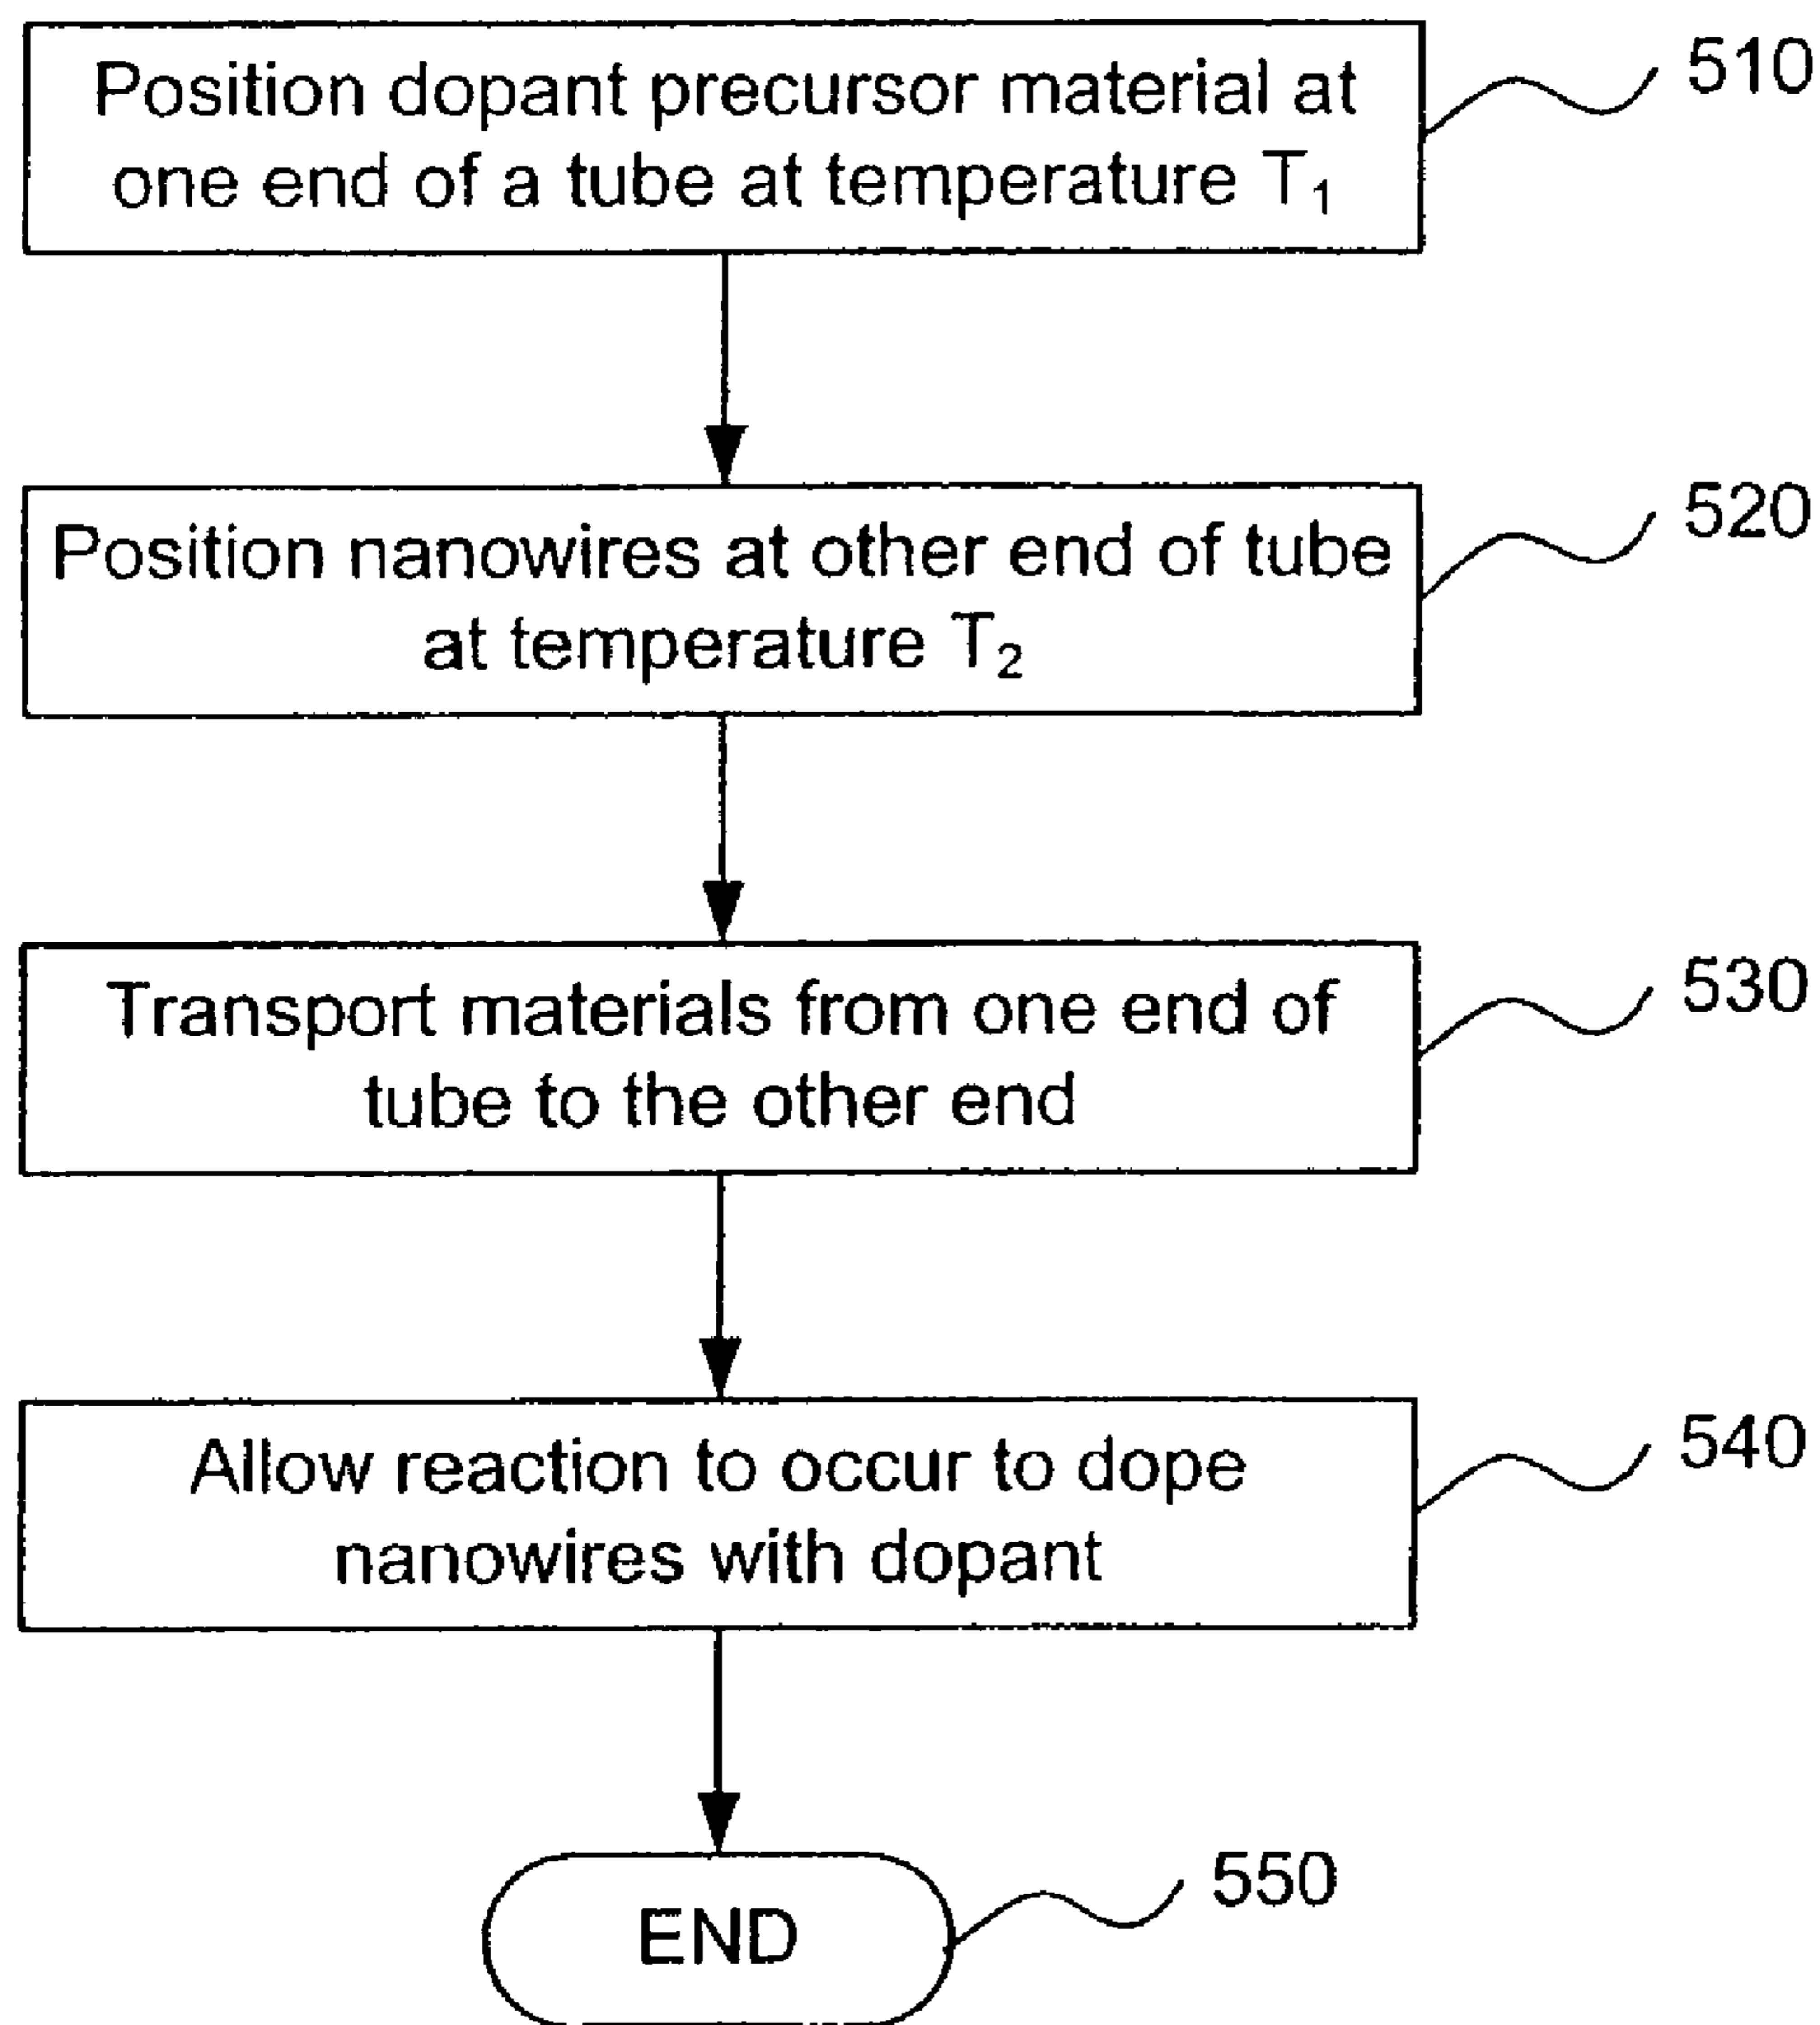 Position dopant precursor material at
one end of a tube at temperature T₁
510
Position nanowires at other end of tube
at temperature T₂
520
Transport materials from one end of
tube to the other end
530
Allow reaction to occur to dope
nanowires with dopant
540
END
550